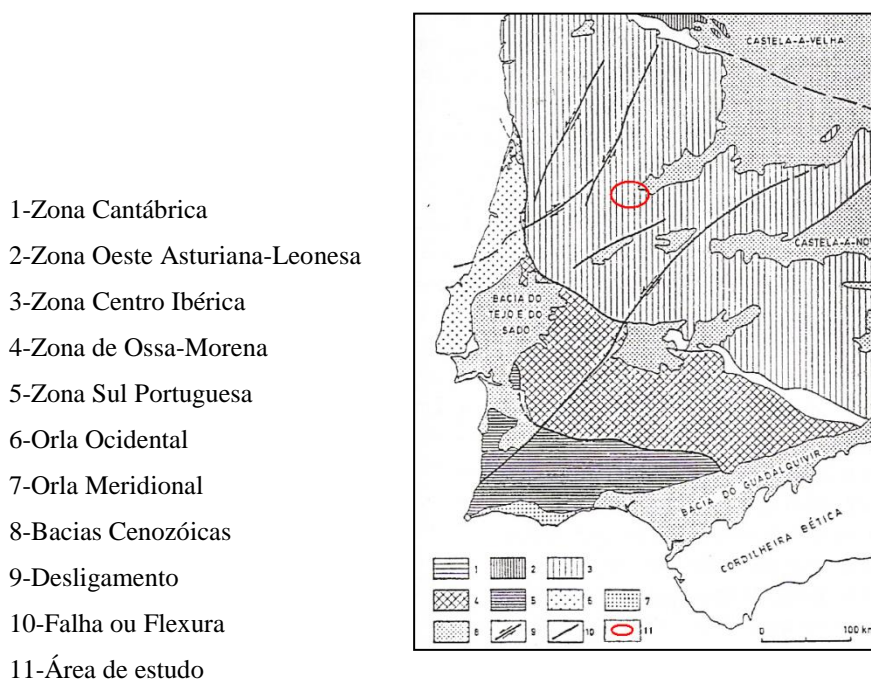 1-Zona Cantábrica
2-Zona Oeste Asturiana-Leonesa
3-Zona Centro Ibérica
4-Zona de Ossa-Morena
5-Zona Sul Portuguesa
6-Orla Ocidental
7-Orla Meridional
8-Bacias Cenozóicas
9-Desligamento
10-Falha ou Flexura
11-Área de estudo
CASTELA-À-VELHA
CASTELA-À-NO
BACIA DO
TEJO E DO
SADO
BACIA DO GUADALQUIVIR
CORDILHEIRA BÉTICA
1 2 3
4 5 6 7
8 9 10 11
0 100 km